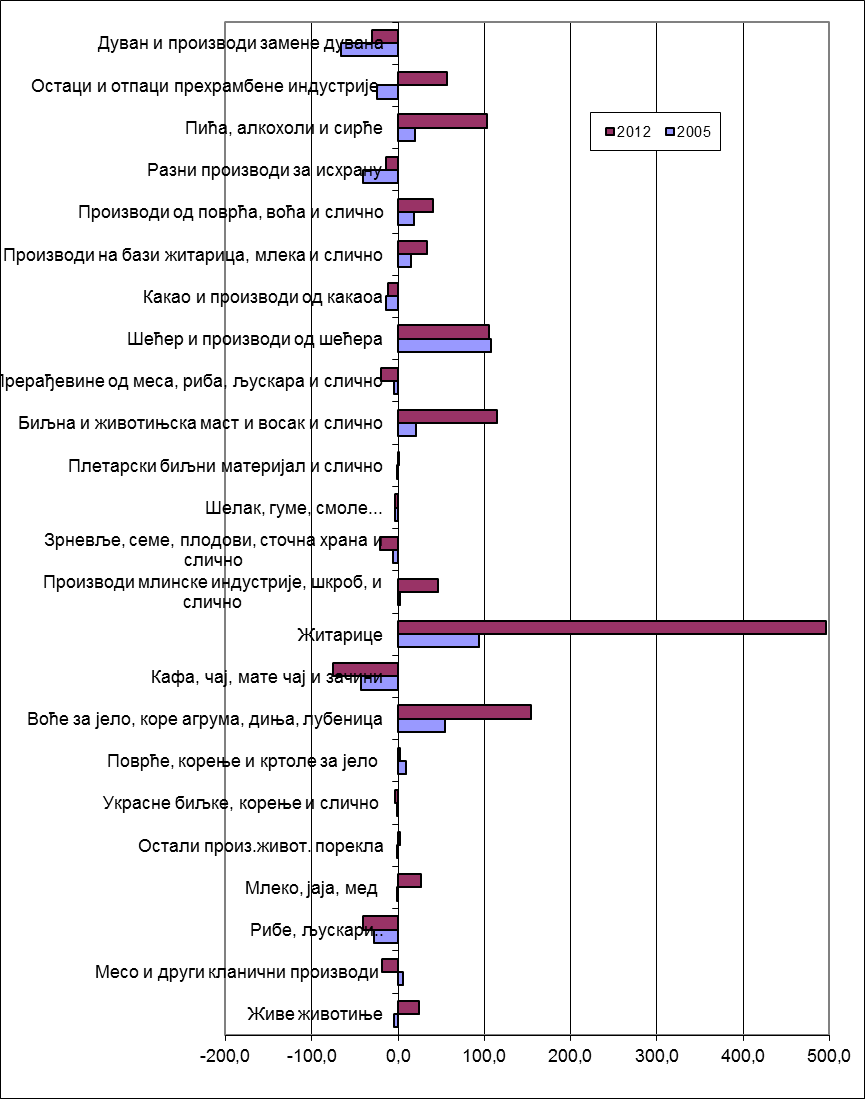 Дуван и производи замене дувана
Остаци и отпаци прехрамбене индустрије
Пића, алкохоли и сирће
2012 2005
Разни производи за исхрану
Производи од поврћа, воћа и слично
Производи на бази житарица, млека и слично
Какао и производи од какаоа
Шећер и производи од шећера
Прерађевине од меса, риба, љускара и слично
Биљна и животињска маст и восак и слично
Плетарски биљни материјал и слично
Шелак, гуме, смоле...
Зрневље, семе, плодови, сточна храна и
слично
Производи млинске индустрије, шкроб, и
слично
Житарице
Кафа, чај, мате чај и зачини
Воће за јело, коре агрума, диња, лубеница
Поврће, корење и кртоле за јело
Украсне биљке, корење и слично
Остали произ.живот. порекла
Млеко, јаја, мед
Рибе, љускари..
Месо и други кланични производи
Живе животиње
-200,0 -100,0 0,0 100,0 200,0 300,0 400,0 500,0